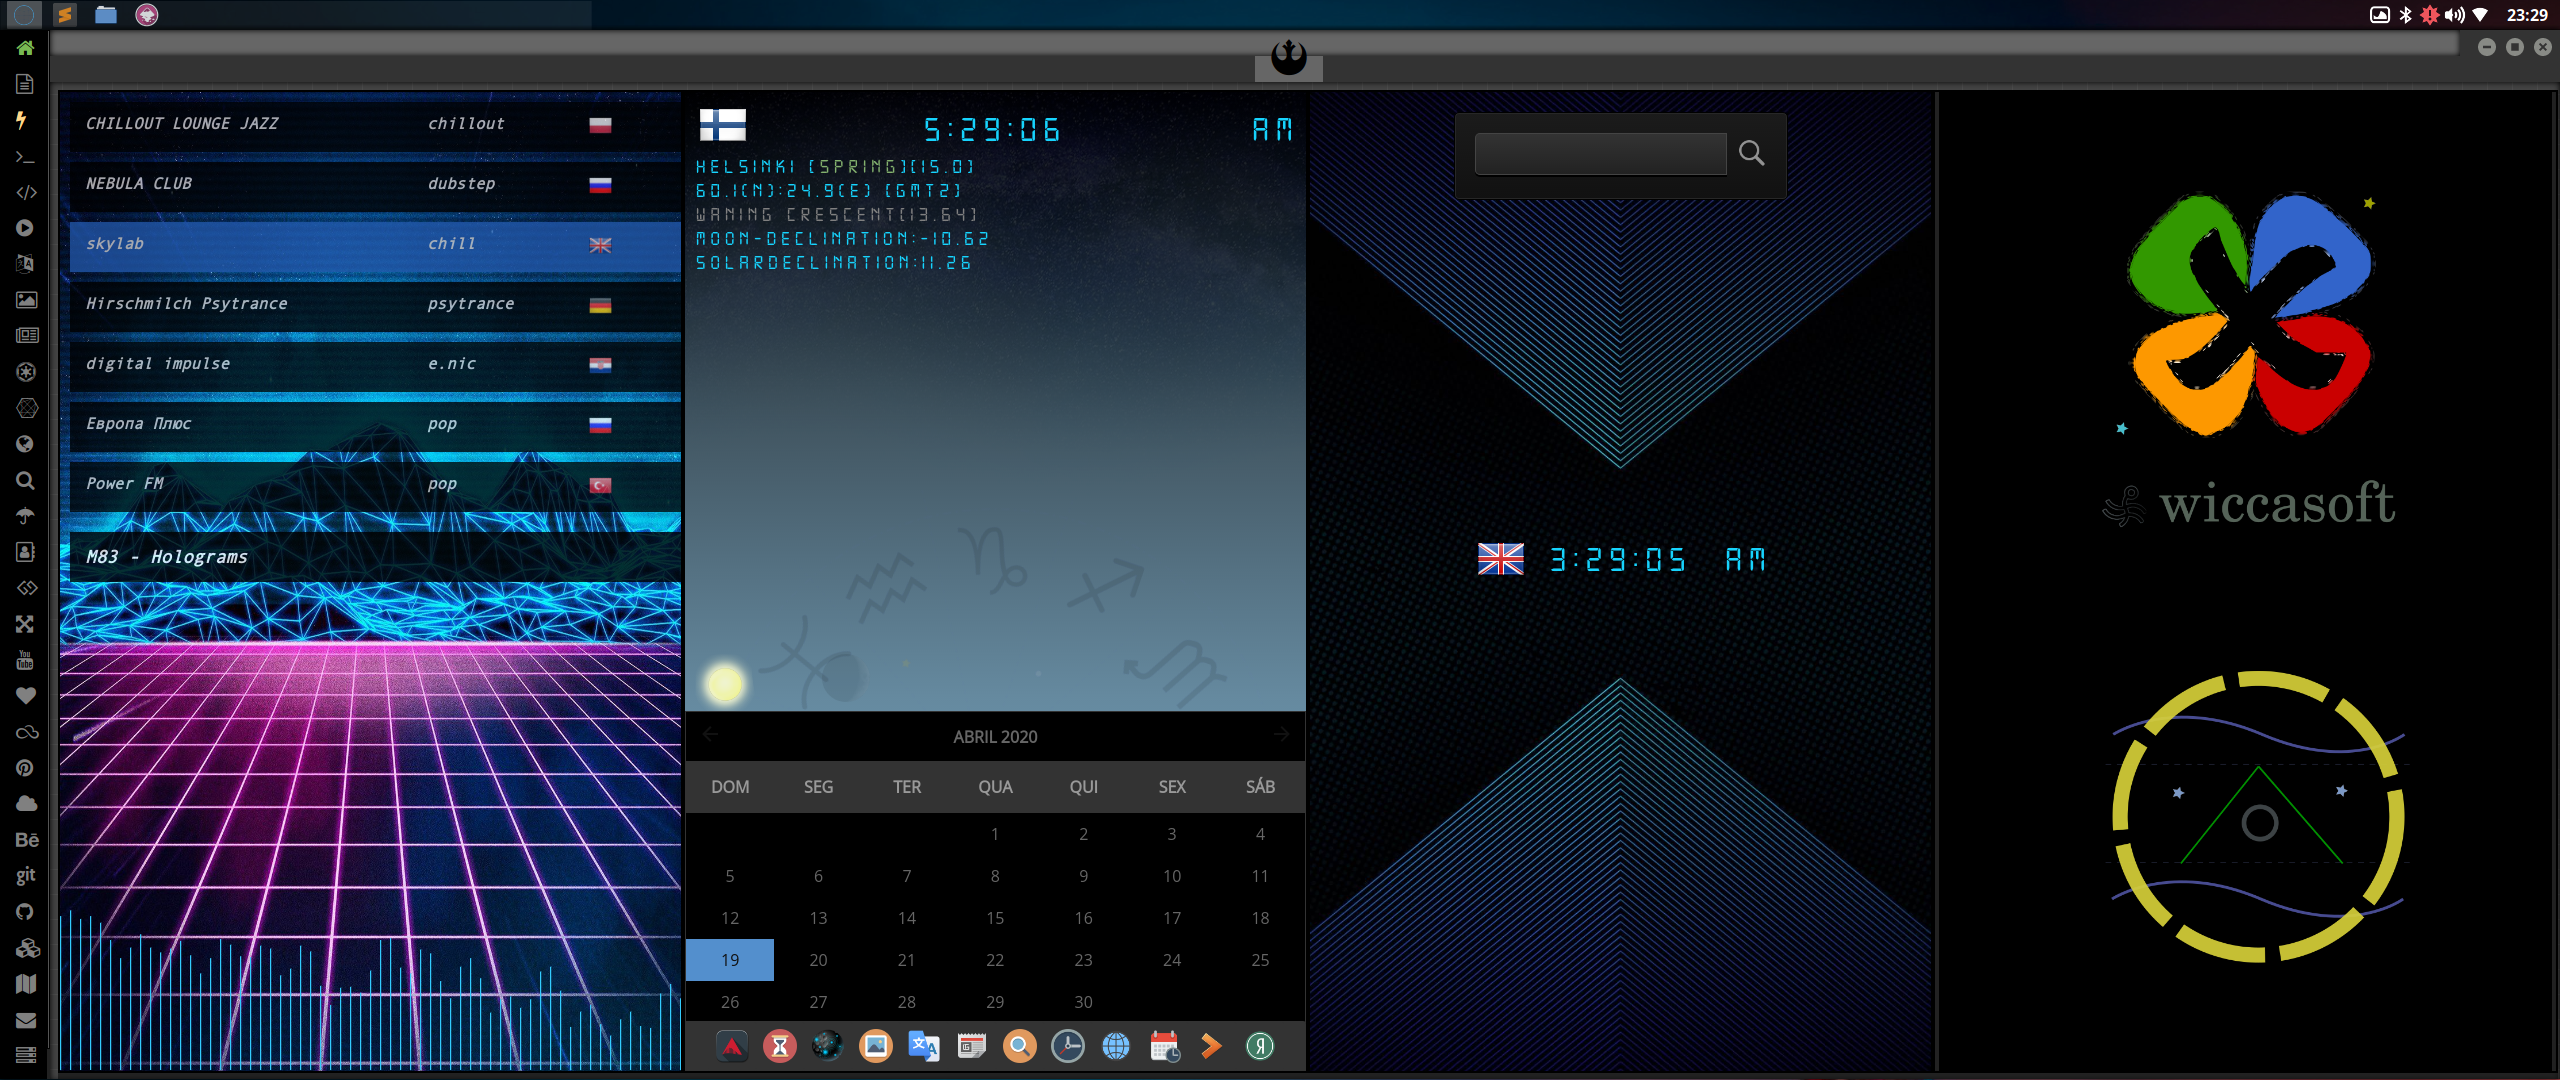 23:29
CHILLOUT LOUNGE JAZZ chillout
NEBULA CLUB dubstep
skylab chill
Hirschmilch Psytrance psytrance
digital impulse e.nic
Европа Плюс pop
Power FM pop
M83 - Holograms
5:29:06 AM
HELSINKI [SPRING][15.0]
60.1(N):24.9(E) [GMT2]
WANING CRESCENT[13.64]
MOON-DECLINATION:-10.62
SOLARDECLINATION:11.26
ABRIL 2020
DOM SEG TER QUA QUI SEX SÁB
1 2 3 4
5 6 7 8 9 10 11
12 13 14 15 16 17 18
19 20 21 22 23 24 25
26 27 28 29 30
3:29:05 AM
wiccasoft
You
Tube
Bē
git